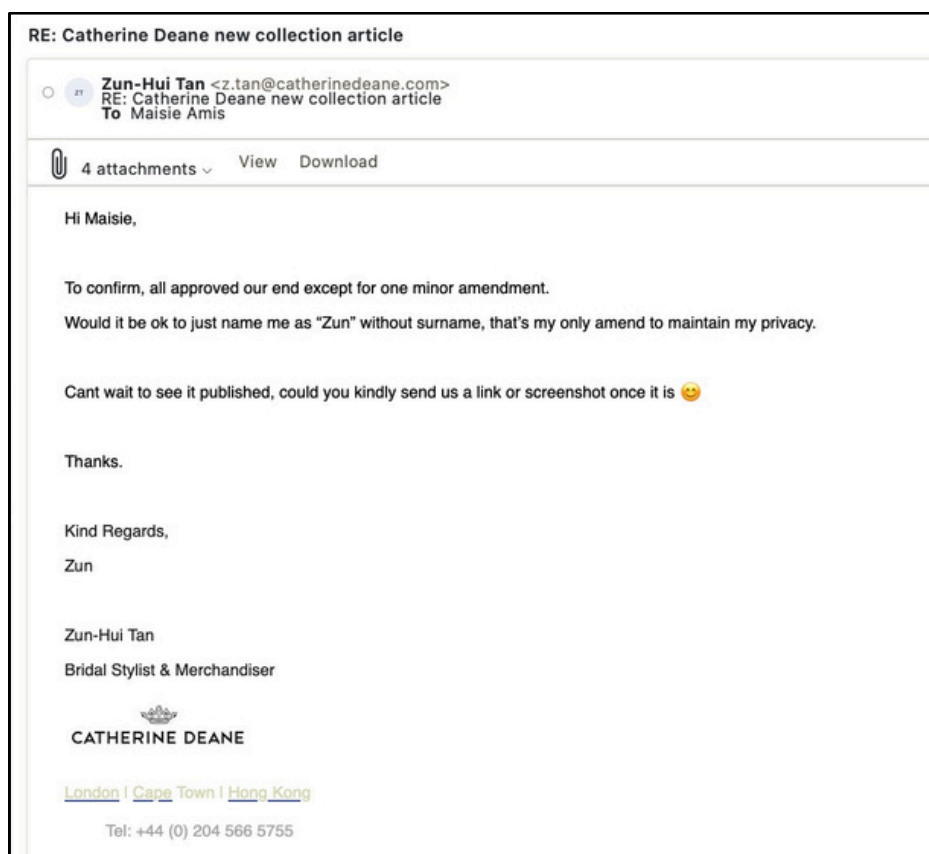 RE: Catherine Deane new collection article
ZT
Zun-Hui Tan <z.tan@catherinedeane.com>
RE: Catherine Deane new collection article
To Maisie Amis
4 attachments View Download
Hi Maisie,
To confirm, all approved our end except for one minor amendment.
Would it be ok to just name me as “Zun” without surname, that’s my only amend to maintain my privacy.
Cant wait to see it published, could you kindly send us a link or screenshot once it is 😊
Thanks.
Kind Regards,
Zun
Zun-Hui Tan
Bridal Stylist & Merchandiser
CATHERINE DEANE
London | Cape Town | Hong Kong
Tel: +44 (0) 204 566 5755